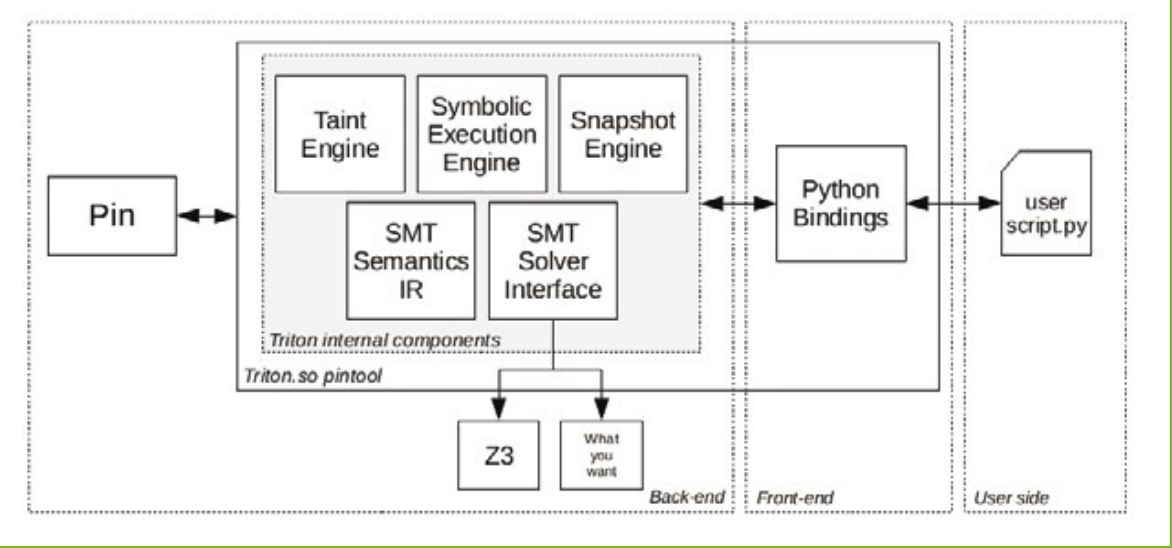 Taint
Engine
Symbolic
Execution
Engine
Snapshot
Engine
Pin
SMT
Semantics
IR
SMT
Solver
Interface
Python
Bindings
user
script.py
Triton internal components
Triton.so pintool
Z3
What
you
want
Back-end
Front-end
User side